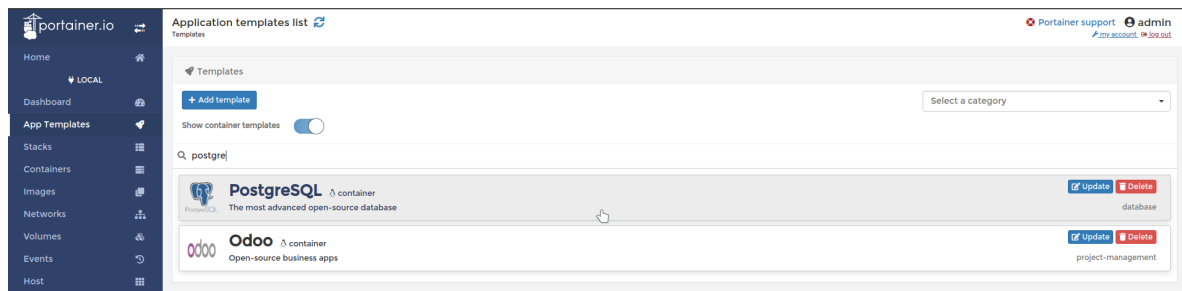 portainer.io
Home
LOCAL
Dashboard
App Templates
Stacks
Containers
Images
Networks
Volumes
Events
Host
Application templates list
Templates
Portainer support admin
my account log out
Templates
+ Add template
Select a category
Show container templates
postgre
PostgreSQL container
The most advanced open-source database
Update Delete
database
PostgreSQL
odoo
Odoo container
Open-source business apps
Update Delete
project-management